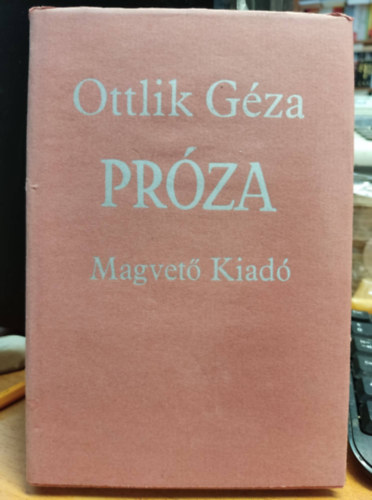 Ottlik Géza
PRÓZA
Magvető Kiadó